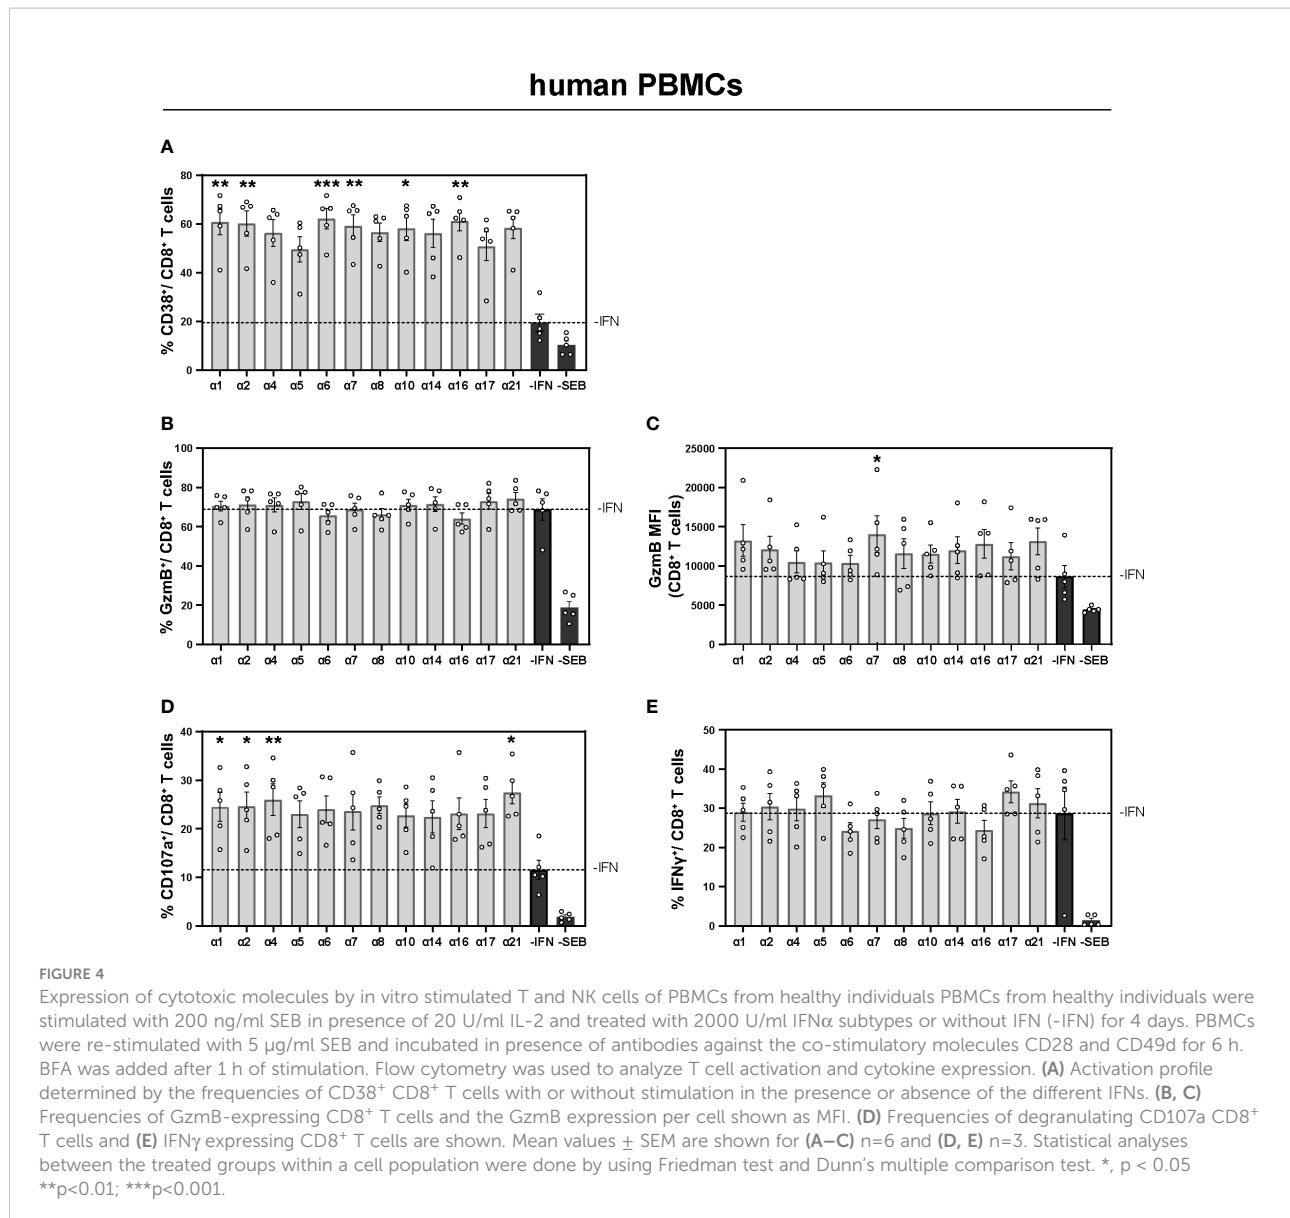 human PBMCs
A
% CD38⁺/ CD8⁺ T cells
80
60
40
20
0
** ** *** ** * **
-IFN
α1 α2 α4 α5 α6 α7 α8 α10 α14 α16 α17 α21 -IFN -SEB
B
% GzmB⁺/ CD8⁺ T cells
100
80
60
40
20
0
-IFN
α1 α2 α4 α5 α6 α7 α8 α10 α14 α16 α17 α21 -IFN -SEB
C
GzmB MFI
(CD8⁺ T cells)
25000
20000
15000
10000
5000
0
*
-IFN
α1 α2 α4 α5 α6 α7 α8 α10 α14 α16 α17 α21 -IFN -SEB
D
% CD107a⁺/ CD8⁺ T cells
40
30
20
10
0
* * ** *
-IFN
α1 α2 α4 α5 α6 α7 α8 α10 α14 α16 α17 α21 -IFN -SEB
E
% IFNγ⁺/ CD8⁺ T cells
50
40
30
20
10
0
-IFN
α1 α2 α4 α5 α6 α7 α8 α10 α14 α16 α17 α21 -IFN -SEB
FIGURE 4
Expression of cytotoxic molecules by in vitro stimulated T and NK cells of PBMCs from healthy individuals PBMCs from healthy individuals were
stimulated with 200 ng/ml SEB in presence of 20 U/ml IL-2 and treated with 2000 U/ml IFNα subtypes or without IFN (-IFN) for 4 days. PBMCs
were re-stimulated with 5 µg/ml SEB and incubated in presence of antibodies against the co-stimulatory molecules CD28 and CD49d for 6 h.
BFA was added after 1 h of stimulation. Flow cytometry was used to analyze T cell activation and cytokine expression. (A) Activation profile
determined by the frequencies of CD38⁺ CD8⁺ T cells with or without stimulation in the presence or absence of the different IFNs. (B, C)
Frequencies of GzmB-expressing CD8⁺ T cells and the GzmB expression per cell shown as MFI. (D) Frequencies of degranulating CD107a CD8⁺
T cells and (E) IFNγ expressing CD8⁺ T cells are shown. Mean values ± SEM are shown for (A–C) n=6 and (D, E) n=3. Statistical analyses
between the treated groups within a cell population were done by using Friedman test and Dunn’s multiple comparison test. *, p < 0.05
**p<0.01; ***p<0.001.